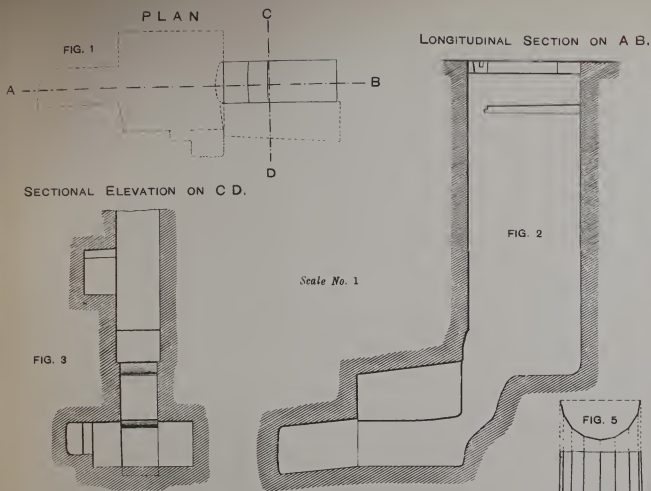 PLAN
C
FIG. 1
A
B
D
LONGITUDINAL SECTION ON A B.
SECTIONAL ELEVATION ON C D.
FIG. 2
Scale No. 1
FIG. 3
FIG. 5